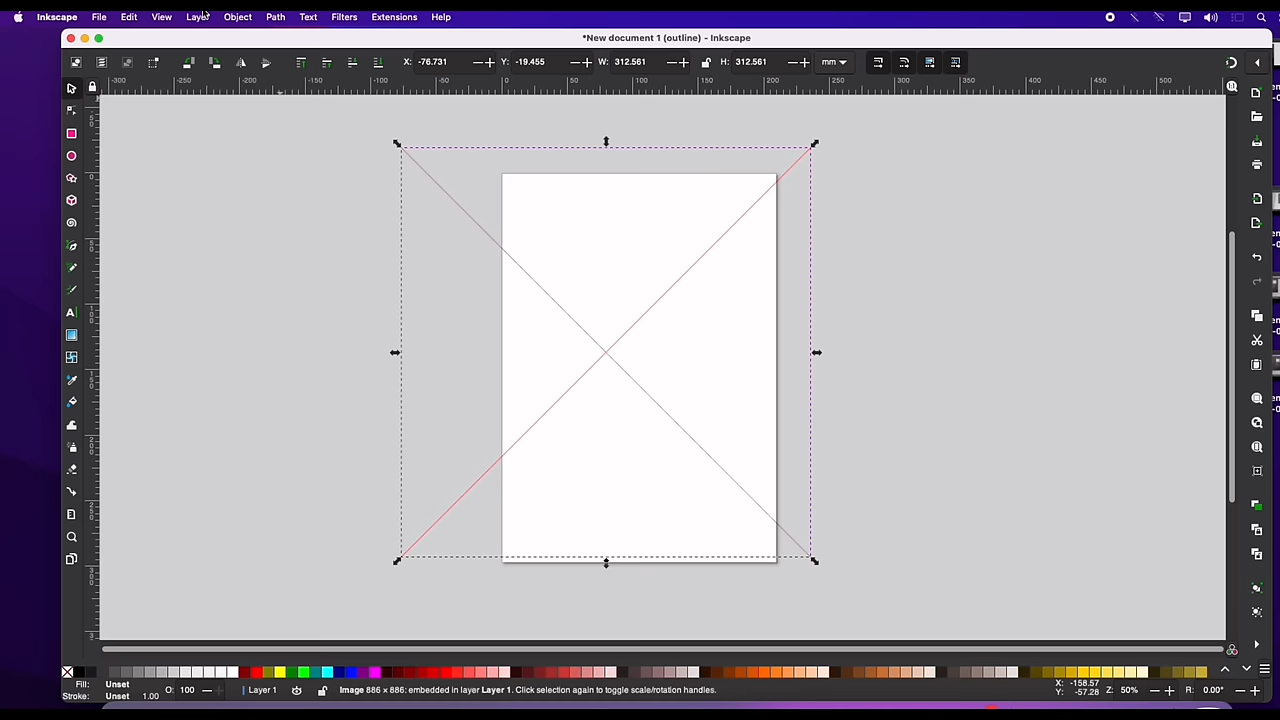 Inkscape File Edit View Layer Object Path Text Filters Extensions Help
*New document 1 (outline) - Inkscape
X: -76.731 Y: -19.455 W: 312.561 H: 312.561 mm
-300 -250 -200 -150 -100 -50 0 50 100 150 200 250 300 350 400 450 500
Fill: Unset
Stroke: Unset 1.00 O: 100 Layer 1 Image 886 x 886: embedded in layer Layer 1. Click selection again to toggle scale/rotation handles.
X: -158.57
Y: -57.28 Z: 50% R: 0.00°